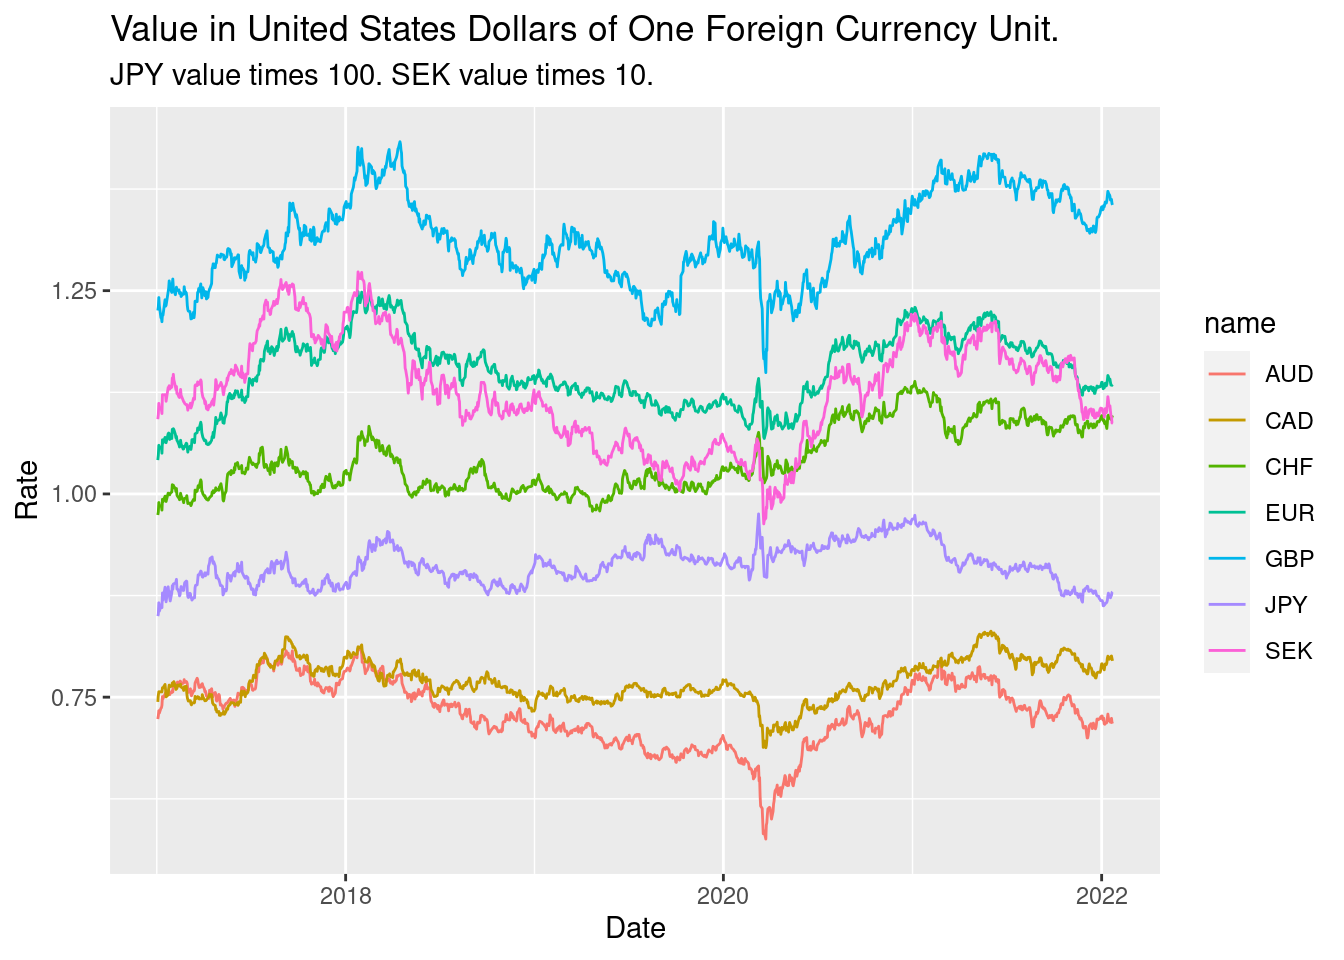 Value in United States Dollars of One Foreign Currency Unit.
JPY value times 100. SEK value times 10.
Rate
1.25
1.00
0.75
2018
2020
2022
Date
name
AUD
CAD
CHF
EUR
GBP
JPY
SEK